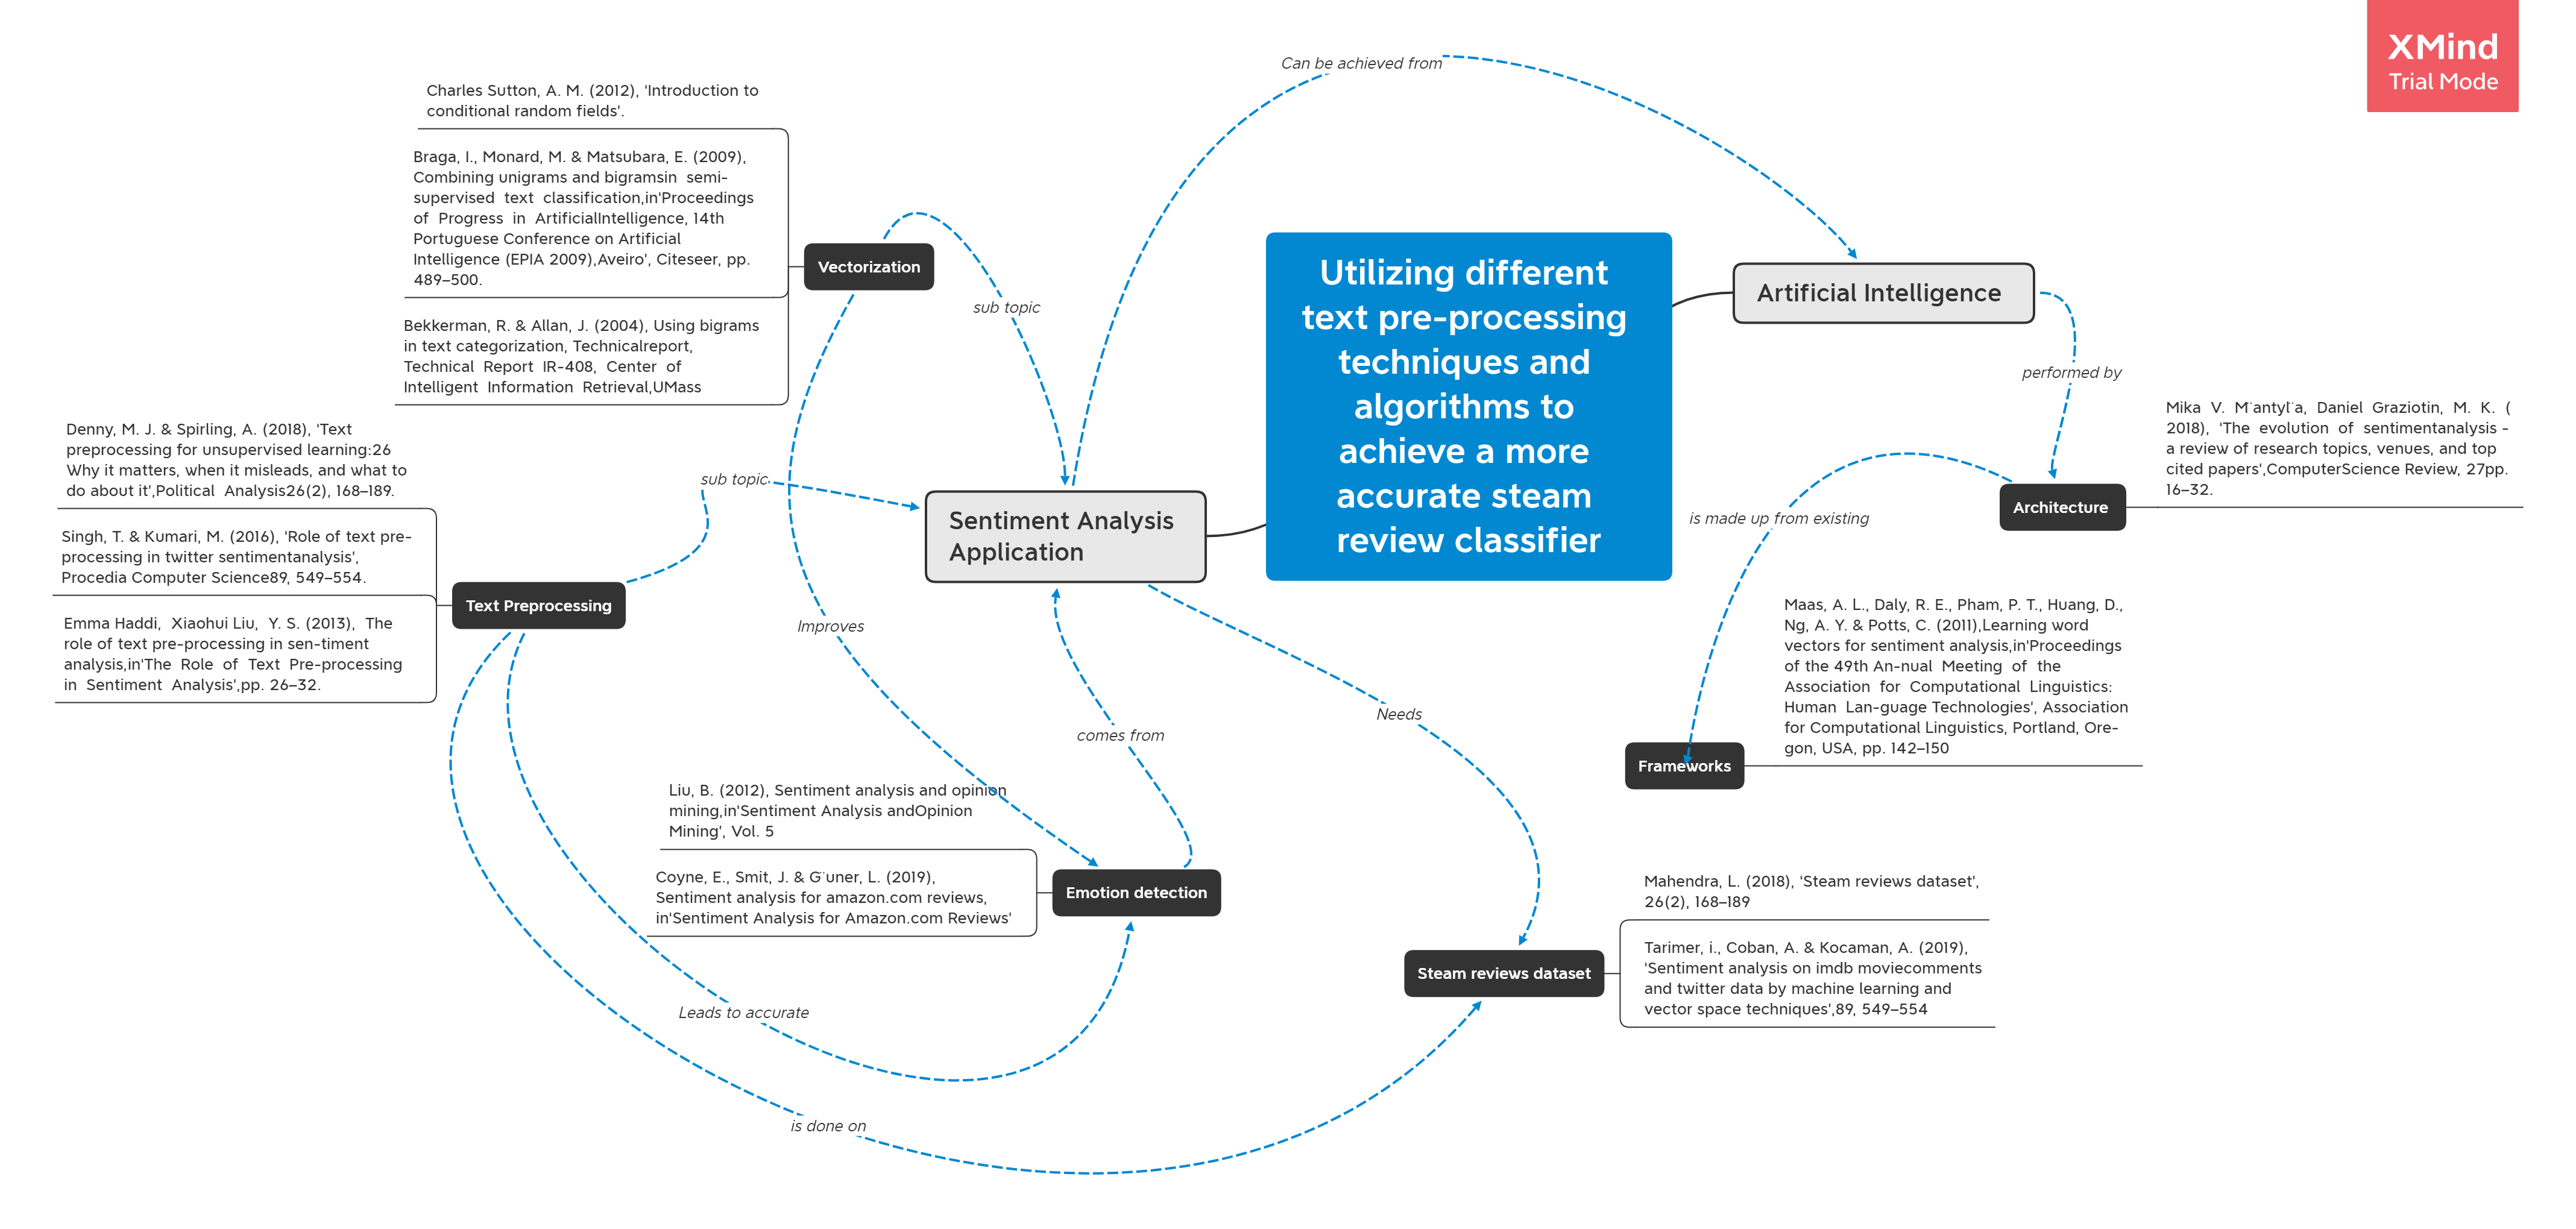 XMind
Trial Mode
Can be achieved from
Charles Sutton, A. M. (2012), 'Introduction to
conditional random fields'.
Braga, I., Monard, M. & Matsubara, E. (2009),
Combining unigrams and bigramsin semi-
supervised text classification,in'Proceedings
of Progress in ArtificialIntelligence, 14th
Portuguese Conference on Artificial
Intelligence (EPIA 2009),Aveiro', Citeseer, pp.
489–500.
Bekkerman, R. & Allan, J. (2004), Using bigrams
in text categorization, Technicalreport,
Technical Report IR-408, Center of
Intelligent Information Retrieval,UMass
Vectorization
sub topic
Utilizing different
text pre-processing
techniques and
algorithms to
achieve a more
accurate steam
review classifier
Artificial Intelligence
performed by
Mika V. M¨antyl¨a, Daniel Graziotin, M. K. (
2018), 'The evolution of sentimentanalysis -
a review of research topics, venues, and top
cited papers',ComputerScience Review, 27pp.
16–32.
Architecture
is made up from existing
Denny, M. J. & Spirling, A. (2018), 'Text
preprocessing for unsupervised learning:26
Why it matters, when it misleads, and what to
do about it',Political Analysis26(2), 168–189.
Singh, T. & Kumari, M. (2016), 'Role of text pre-
processing in twitter sentimentanalysis',
Procedia Computer Science89, 549–554.
Emma Haddi, Xiaohui Liu, Y. S. (2013), The
role of text pre-processing in sen-timent
analysis,in'The Role of Text Pre-processing
in Sentiment Analysis',pp. 26–32.
Text Preprocessing
sub topic
Sentiment Analysis
Application
Improves
comes from
Needs
Maas, A. L., Daly, R. E., Pham, P. T., Huang, D.,
Ng, A. Y. & Potts, C. (2011),Learning word
vectors for sentiment analysis,in'Proceedings
of the 49th An-nual Meeting of the
Association for Computational Linguistics:
Human Lan-guage Technologies', Association
for Computational Linguistics, Portland, Ore-
gon, USA, pp. 142–150
Frameworks
Liu, B. (2012), Sentiment analysis and opinion
mining,in'Sentiment Analysis andOpinion
Mining', Vol. 5
Coyne, E., Smit, J. & G¨uner, L. (2019),
Sentiment analysis for amazon.com reviews,
in'Sentiment Analysis for Amazon.com Reviews'
Emotion detection
Mahendra, L. (2018), 'Steam reviews dataset',
26(2), 168–189
Tarimer, i., Coban, A. & Kocaman, A. (2019),
'Sentiment analysis on imdb moviecomments
and twitter data by machine learning and
vector space techniques',89, 549–554
Steam reviews dataset
Leads to accurate
is done on